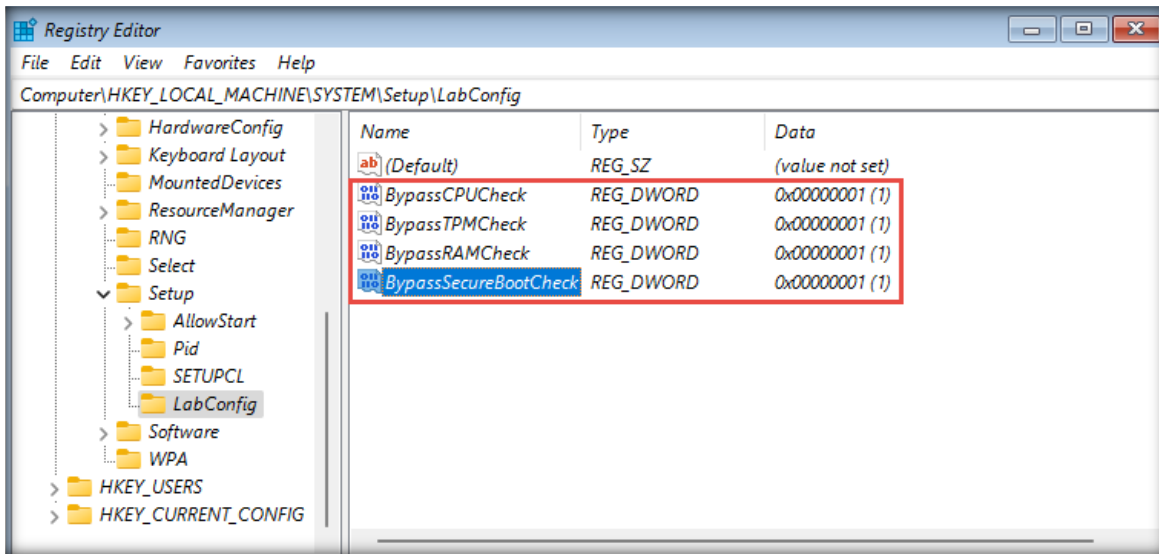 Registry Editor
File Edit View Favorites Help
Computer\HKEY_LOCAL_MACHINE\SYSTEM\Setup\LabConfig
HardwareConfig
Keyboard Layout
MountedDevices
ResourceManager
RNG
Select
Setup
AllowStart
Pid
SETUPCL
LabConfig
Software
WPA
HKEY_USERS
HKEY_CURRENT_CONFIG
Name Type Data
(Default) REG_SZ (value not set)
BypassCPUCheck REG_DWORD 0x00000001 (1)
BypassTPMCheck REG_DWORD 0x00000001 (1)
BypassRAMCheck REG_DWORD 0x00000001 (1)
BypassSecureBootCheck REG_DWORD 0x00000001 (1)